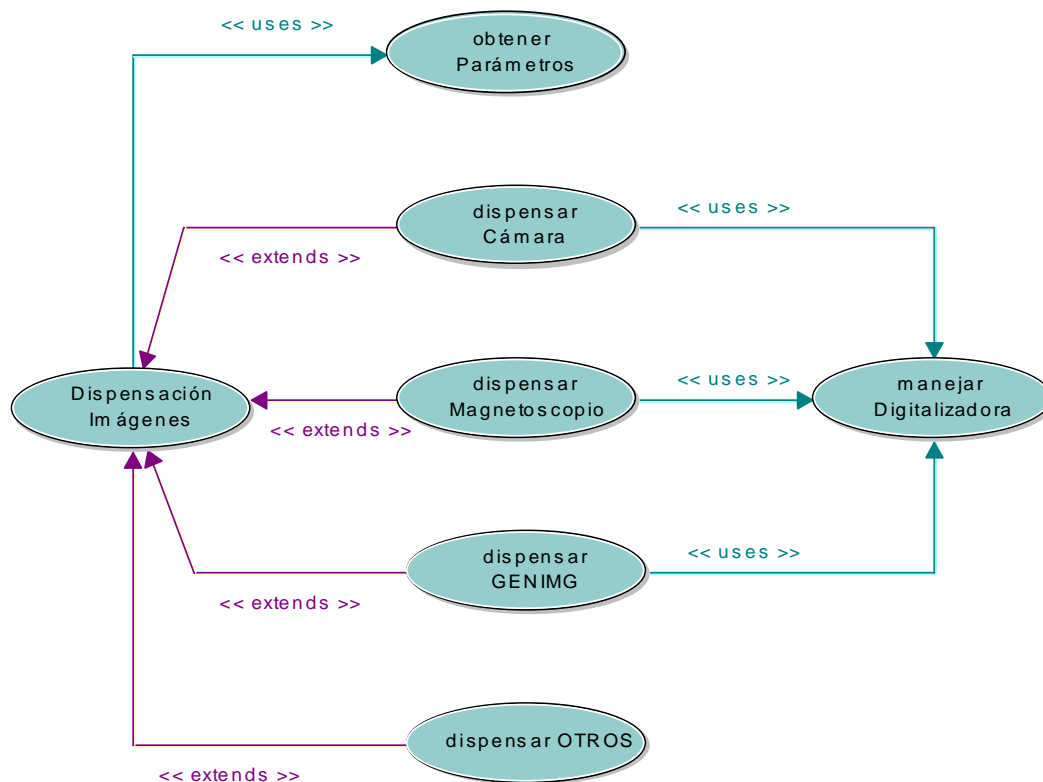 << uses >>
obtener
Parámetros
dispensar
Cámara
<< uses >>
<< extends >>
Dispensación
Imágenes
dispensar
Magnetoscopio
<< uses >>
manejar
Digitalizadora
<< extends >>
dispensar
GENIMG
<< uses >>
<< extends >>
dispensar OTROS
<< extends >>